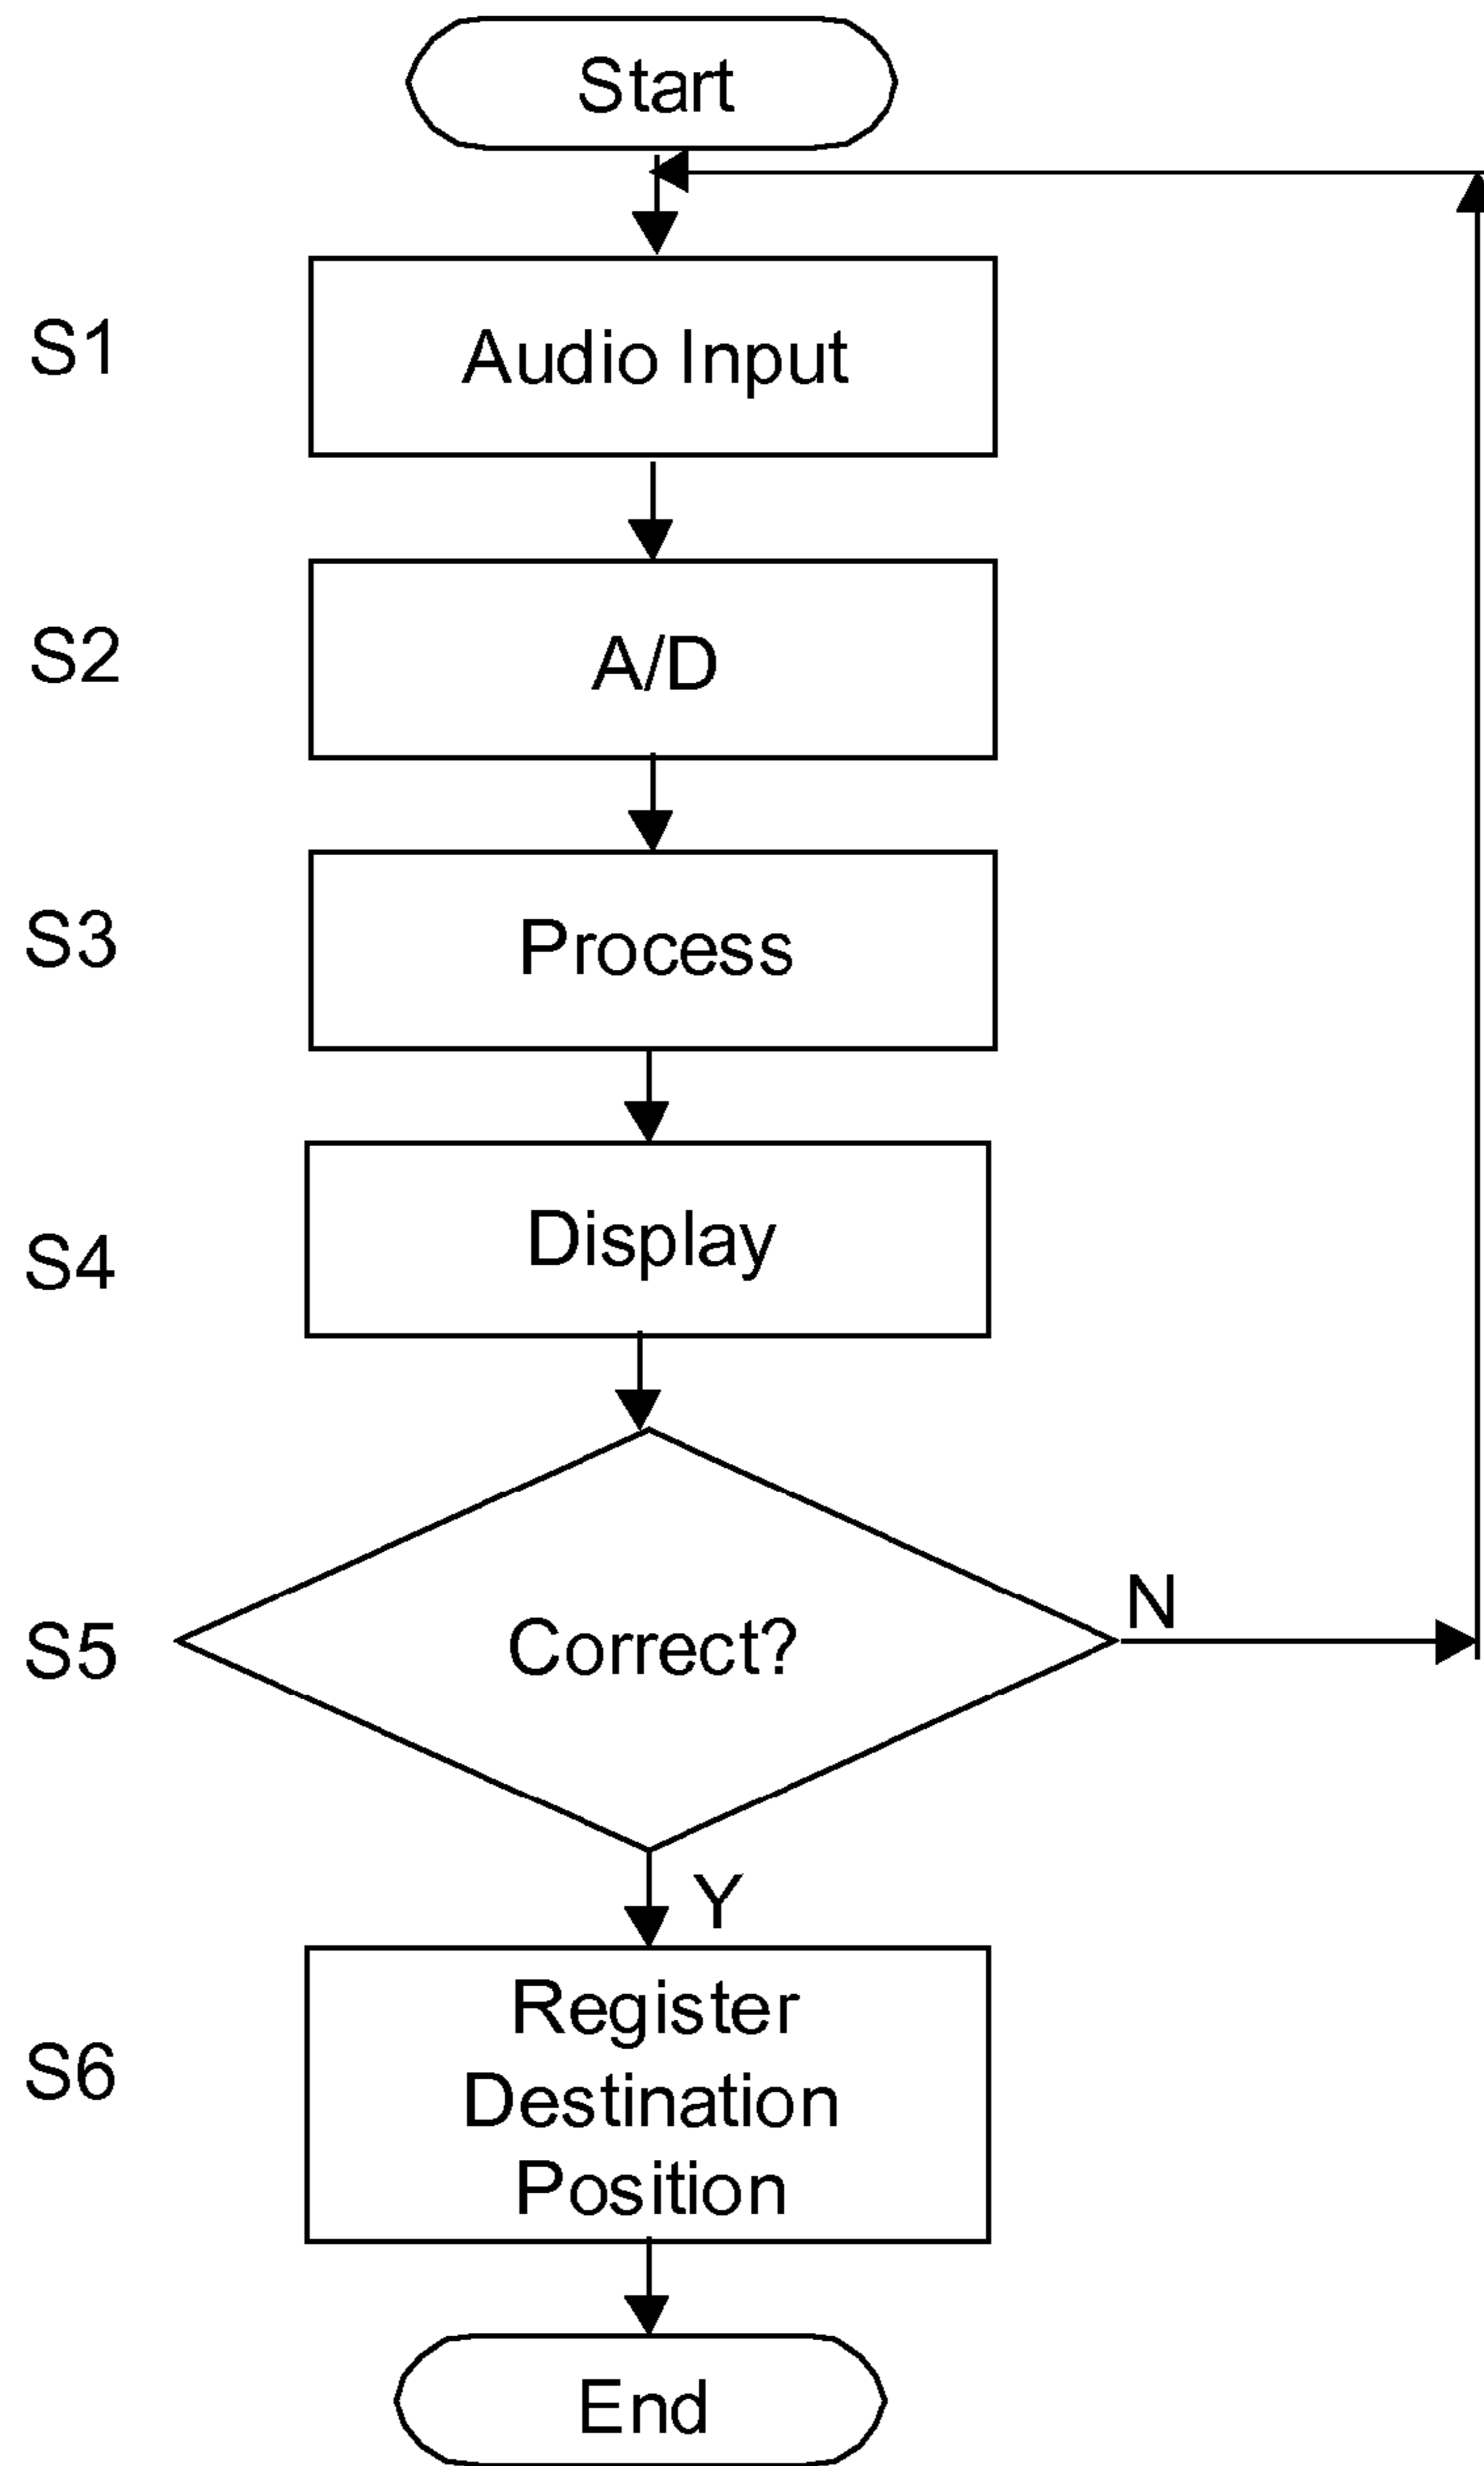 Start
S1
Audio Input
S2
A/D
S3
Process
S4
Display
N
S5
Correct?
Y
Register
S6
Destination
Position
End